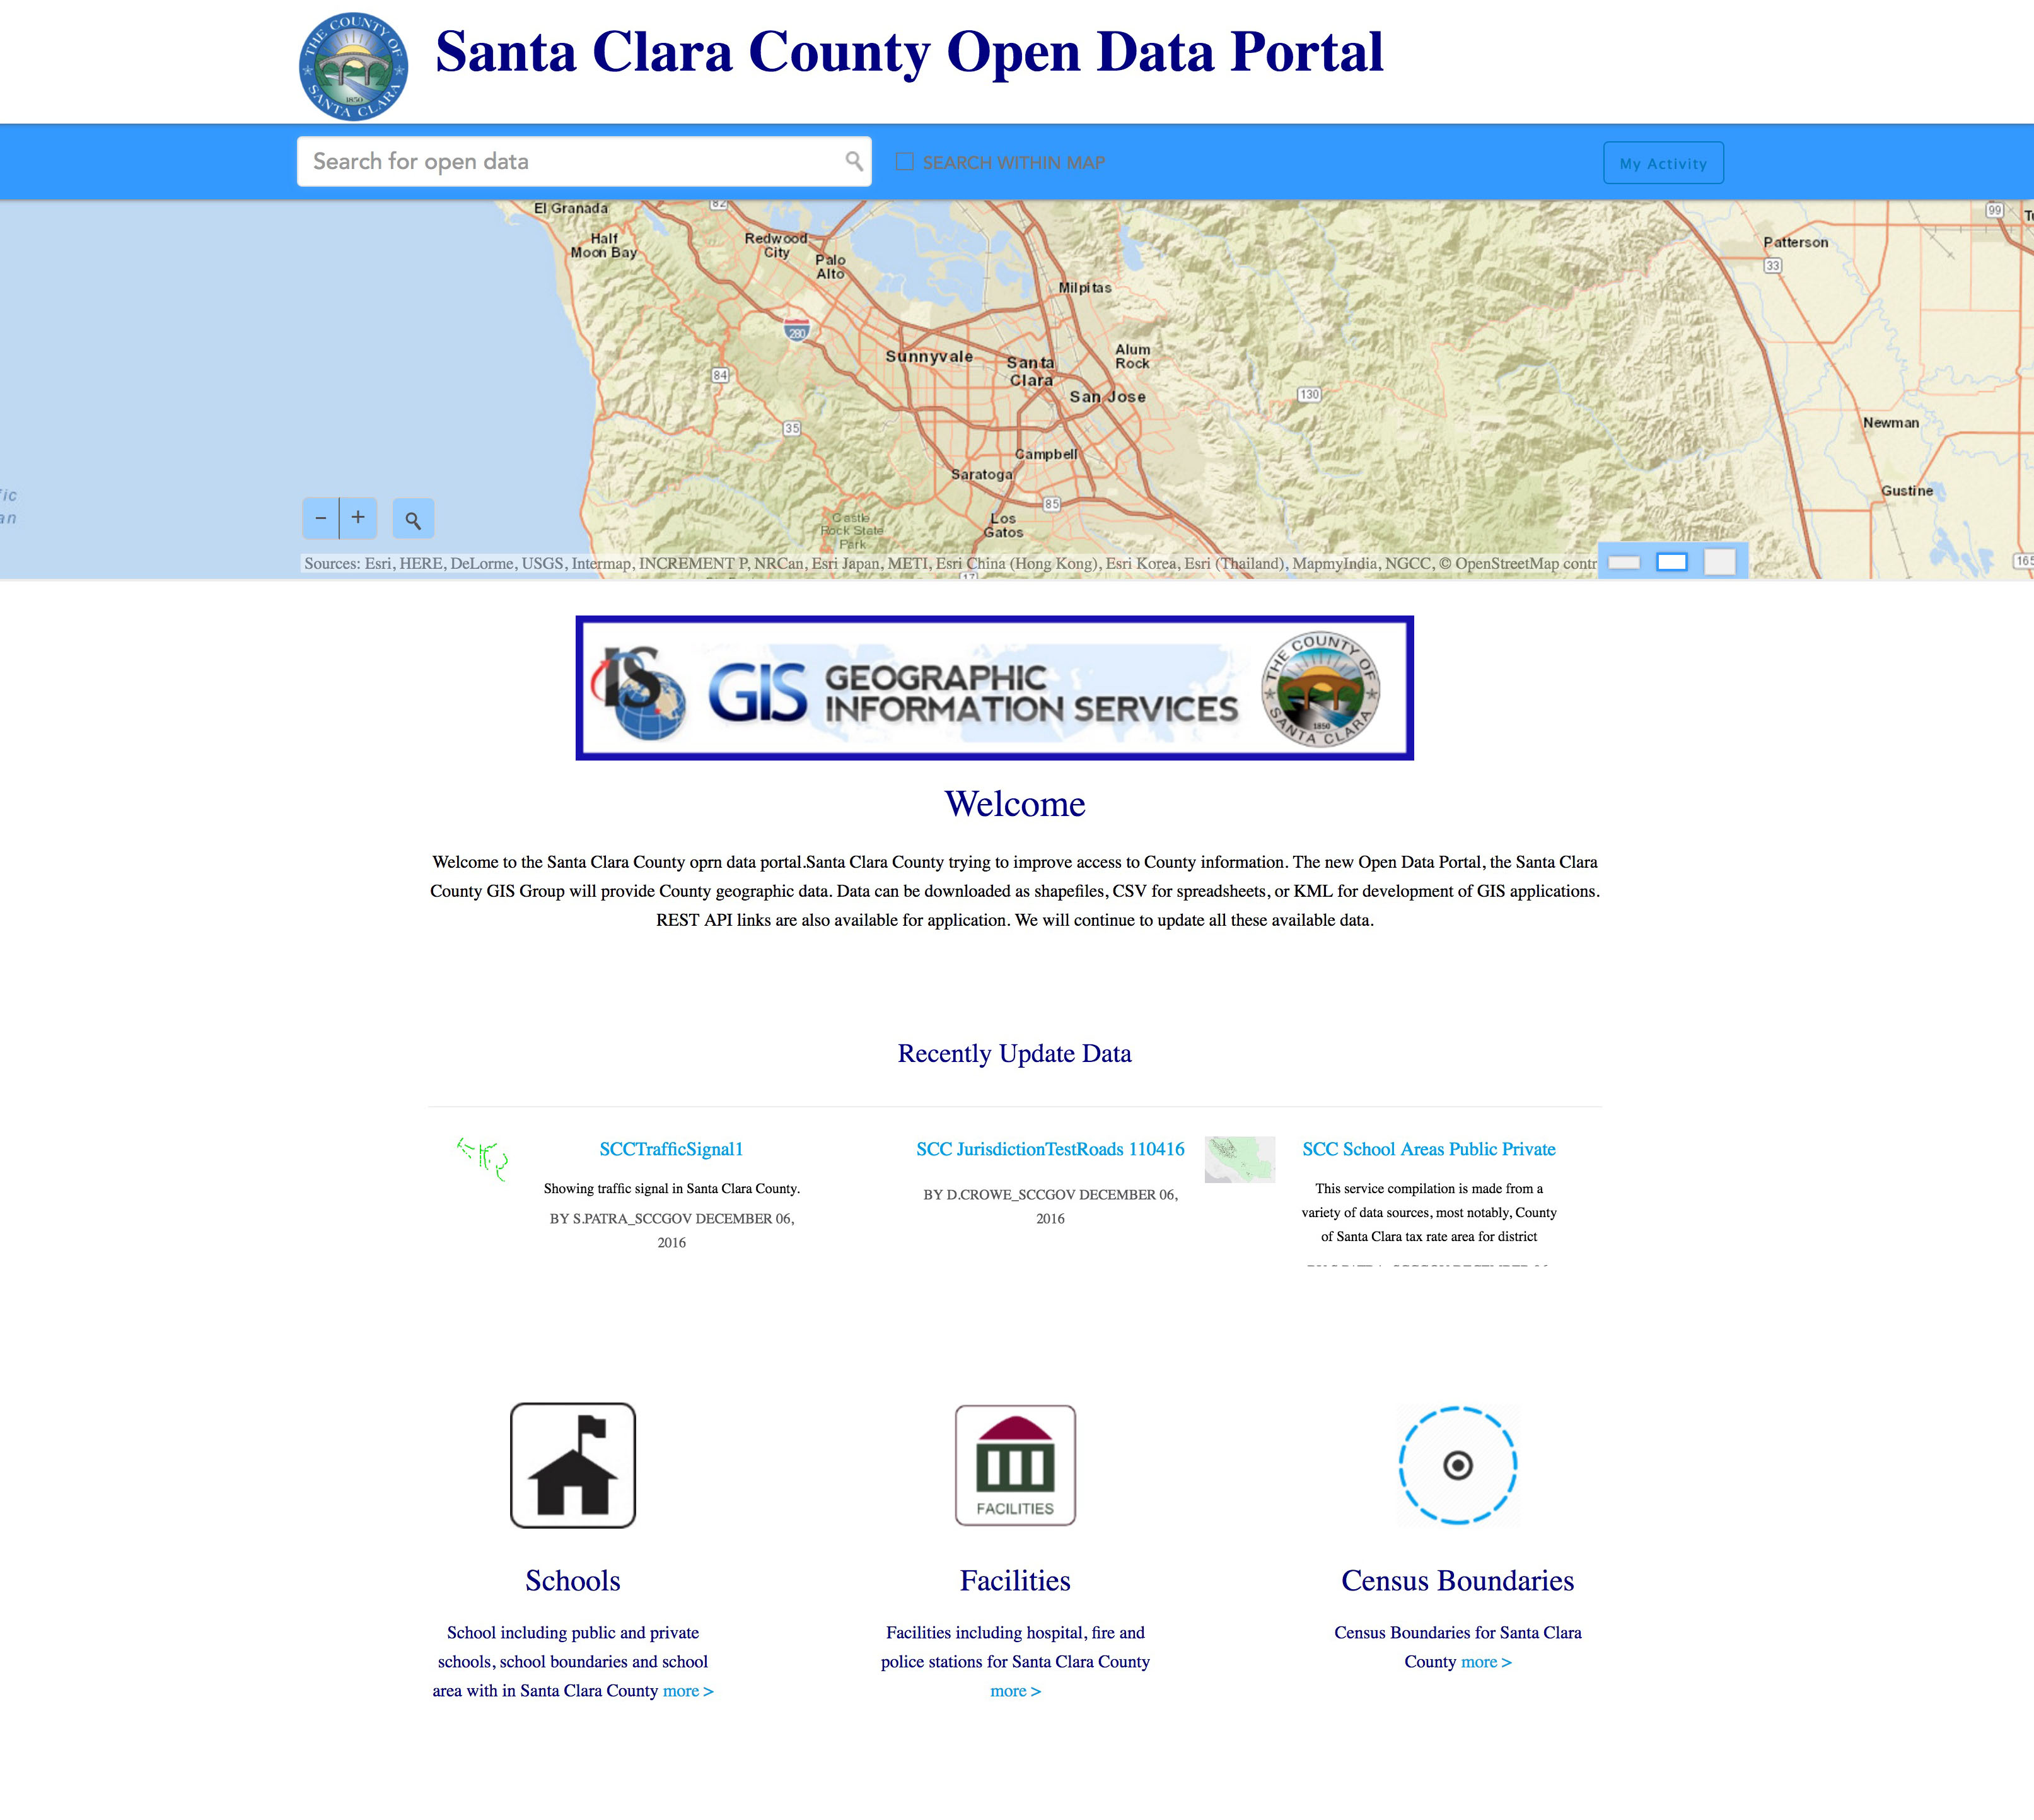 THE COUNTY OF
SANTA CLARA
1850
Santa Clara County Open Data Portal
Search for open data
SEARCH WITHIN MAP
My Activity
El Granada
82
99
Half
Moon Bay
Redwood
City
Palo
Alto
Patterson
33
Milpitas
280
Sunnyvale
Santa
Clara
Alum
Rock
84
San Jose
130
35
Newman
Campbell
Saratoga
85
Gustine
Los
Gatos
Castle
Rock State
Park
− +
17
165
Sources: Esri, HERE, DeLorme, USGS, Intermap, INCREMENT P, NRCan, Esri Japan, METI, Esri China (Hong Kong), Esri Korea, Esri (Thailand), MapmyIndia, NGCC, © OpenStreetMap contr
IS
GIS GEOGRAPHIC
INFORMATION SERVICES
THE COUNTY OF
SANTA CLARA
1850
Welcome
Welcome to the Santa Clara County oprn data portal.Santa Clara County trying to improve access to County information. The new Open Data Portal, the Santa Clara
County GIS Group will provide County geographic data. Data can be downloaded as shapefiles, CSV for spreadsheets, or KML for development of GIS applications.
REST API links are also available for application. We will continue to update all these available data.
Recently Update Data
SCCTrafficSignal1
Showing traffic signal in Santa Clara County.
BY S.PATRA_SCCGOV DECEMBER 06,
2016
SCC JurisdictionTestRoads 110416
BY D.CROWE_SCCGOV DECEMBER 06,
2016
SCC School Areas Public Private
This service compilation is made from a
variety of data sources, most notably, County
of Santa Clara tax rate area for district
FACILITIES
Schools
School including public and private
schools, school boundaries and school
area with in Santa Clara County more >
Facilities
Facilities including hospital, fire and
police stations for Santa Clara County
more >
Census Boundaries
Census Boundaries for Santa Clara
County more >